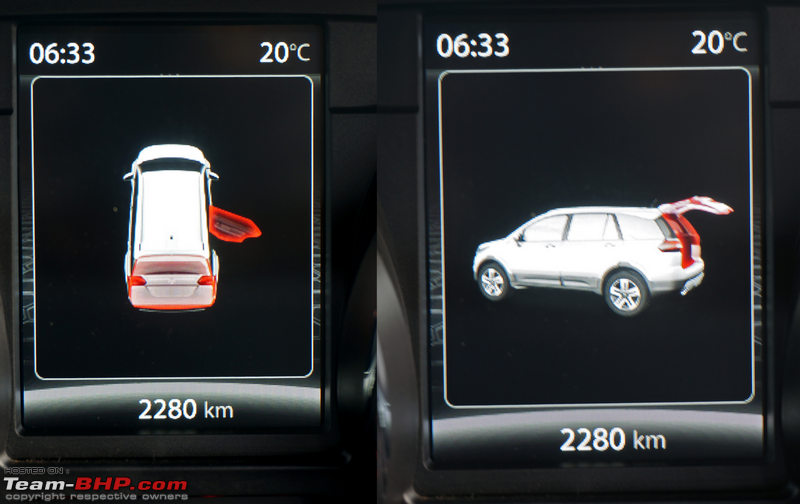 06:33 20°C
2280 km
06:33 20°C
2280 km
HOSTED ON :
Team-BHP.com
copyright respective owners